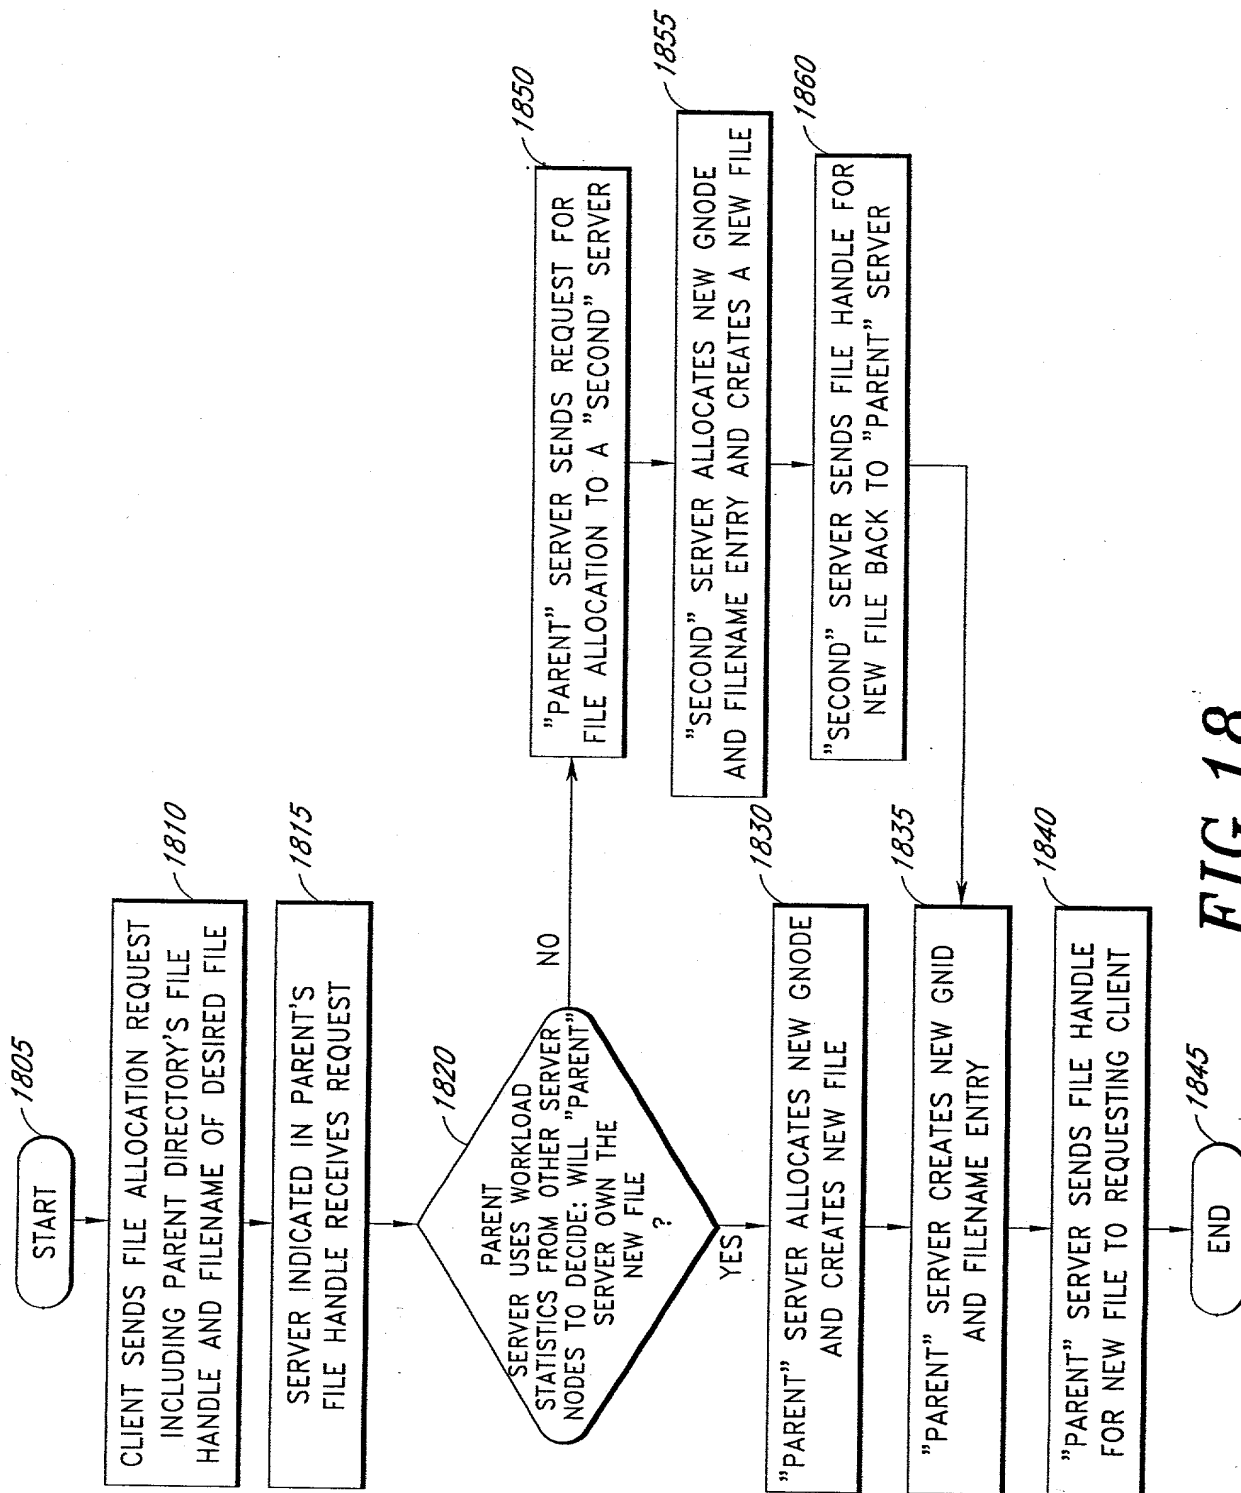 START
1805
CLIENT SENDS FILE ALLOCATION REQUEST
INCLUDING PARENT DIRECTORY'S FILE
HANDLE AND FILENAME OF DESIRED FILE
1810
SERVER INDICATED IN PARENT'S
FILE HANDLE RECEIVES REQUEST
1815
PARENT
SERVER USES WORKLOAD
STATISTICS FROM OTHER SERVER
NODES TO DECIDE: WILL "PARENT"
SERVER OWN THE
NEW FILE
?
1820
NO
YES
"PARENT" SERVER SENDS REQUEST FOR
FILE ALLOCATION TO A "SECOND" SERVER
1850
"SECOND" SERVER ALLOCATES NEW GNODE
AND FILENAME ENTRY AND CREATES A NEW FILE
1855
"SECOND" SERVER SENDS FILE HANDLE FOR
NEW FILE BACK TO "PARENT" SERVER
1860
"PARENT" SERVER ALLOCATES NEW GNODE
AND CREATES NEW FILE
1830
"PARENT" SERVER CREATES NEW GNID
AND FILENAME ENTRY
1835
"PARENT" SERVER SENDS FILE HANDLE
FOR NEW FILE TO REQUESTING CLIENT
1840
END
1845
FIG 18